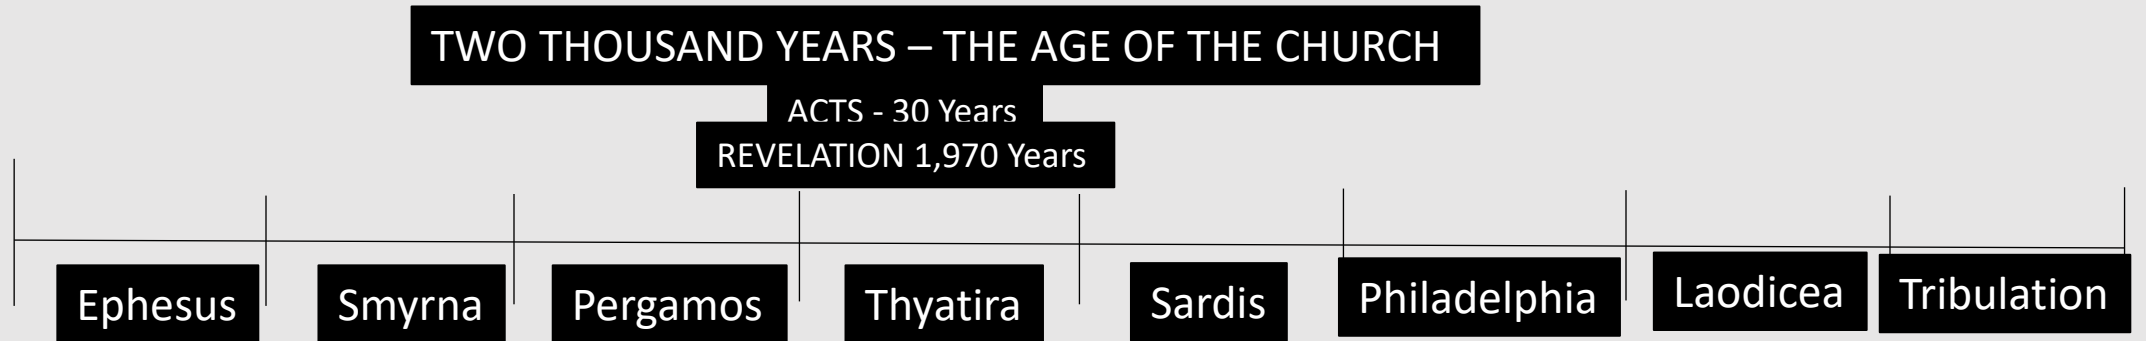 TWO THOUSAND YEARS – THE AGE OF THE CHURCH
ACTS - 30 Years
REVELATION 1,970 Years
Ephesus
Smyrna
Pergamos
Thyatira
Sardis
Philadelphia
Laodicea
Tribulation